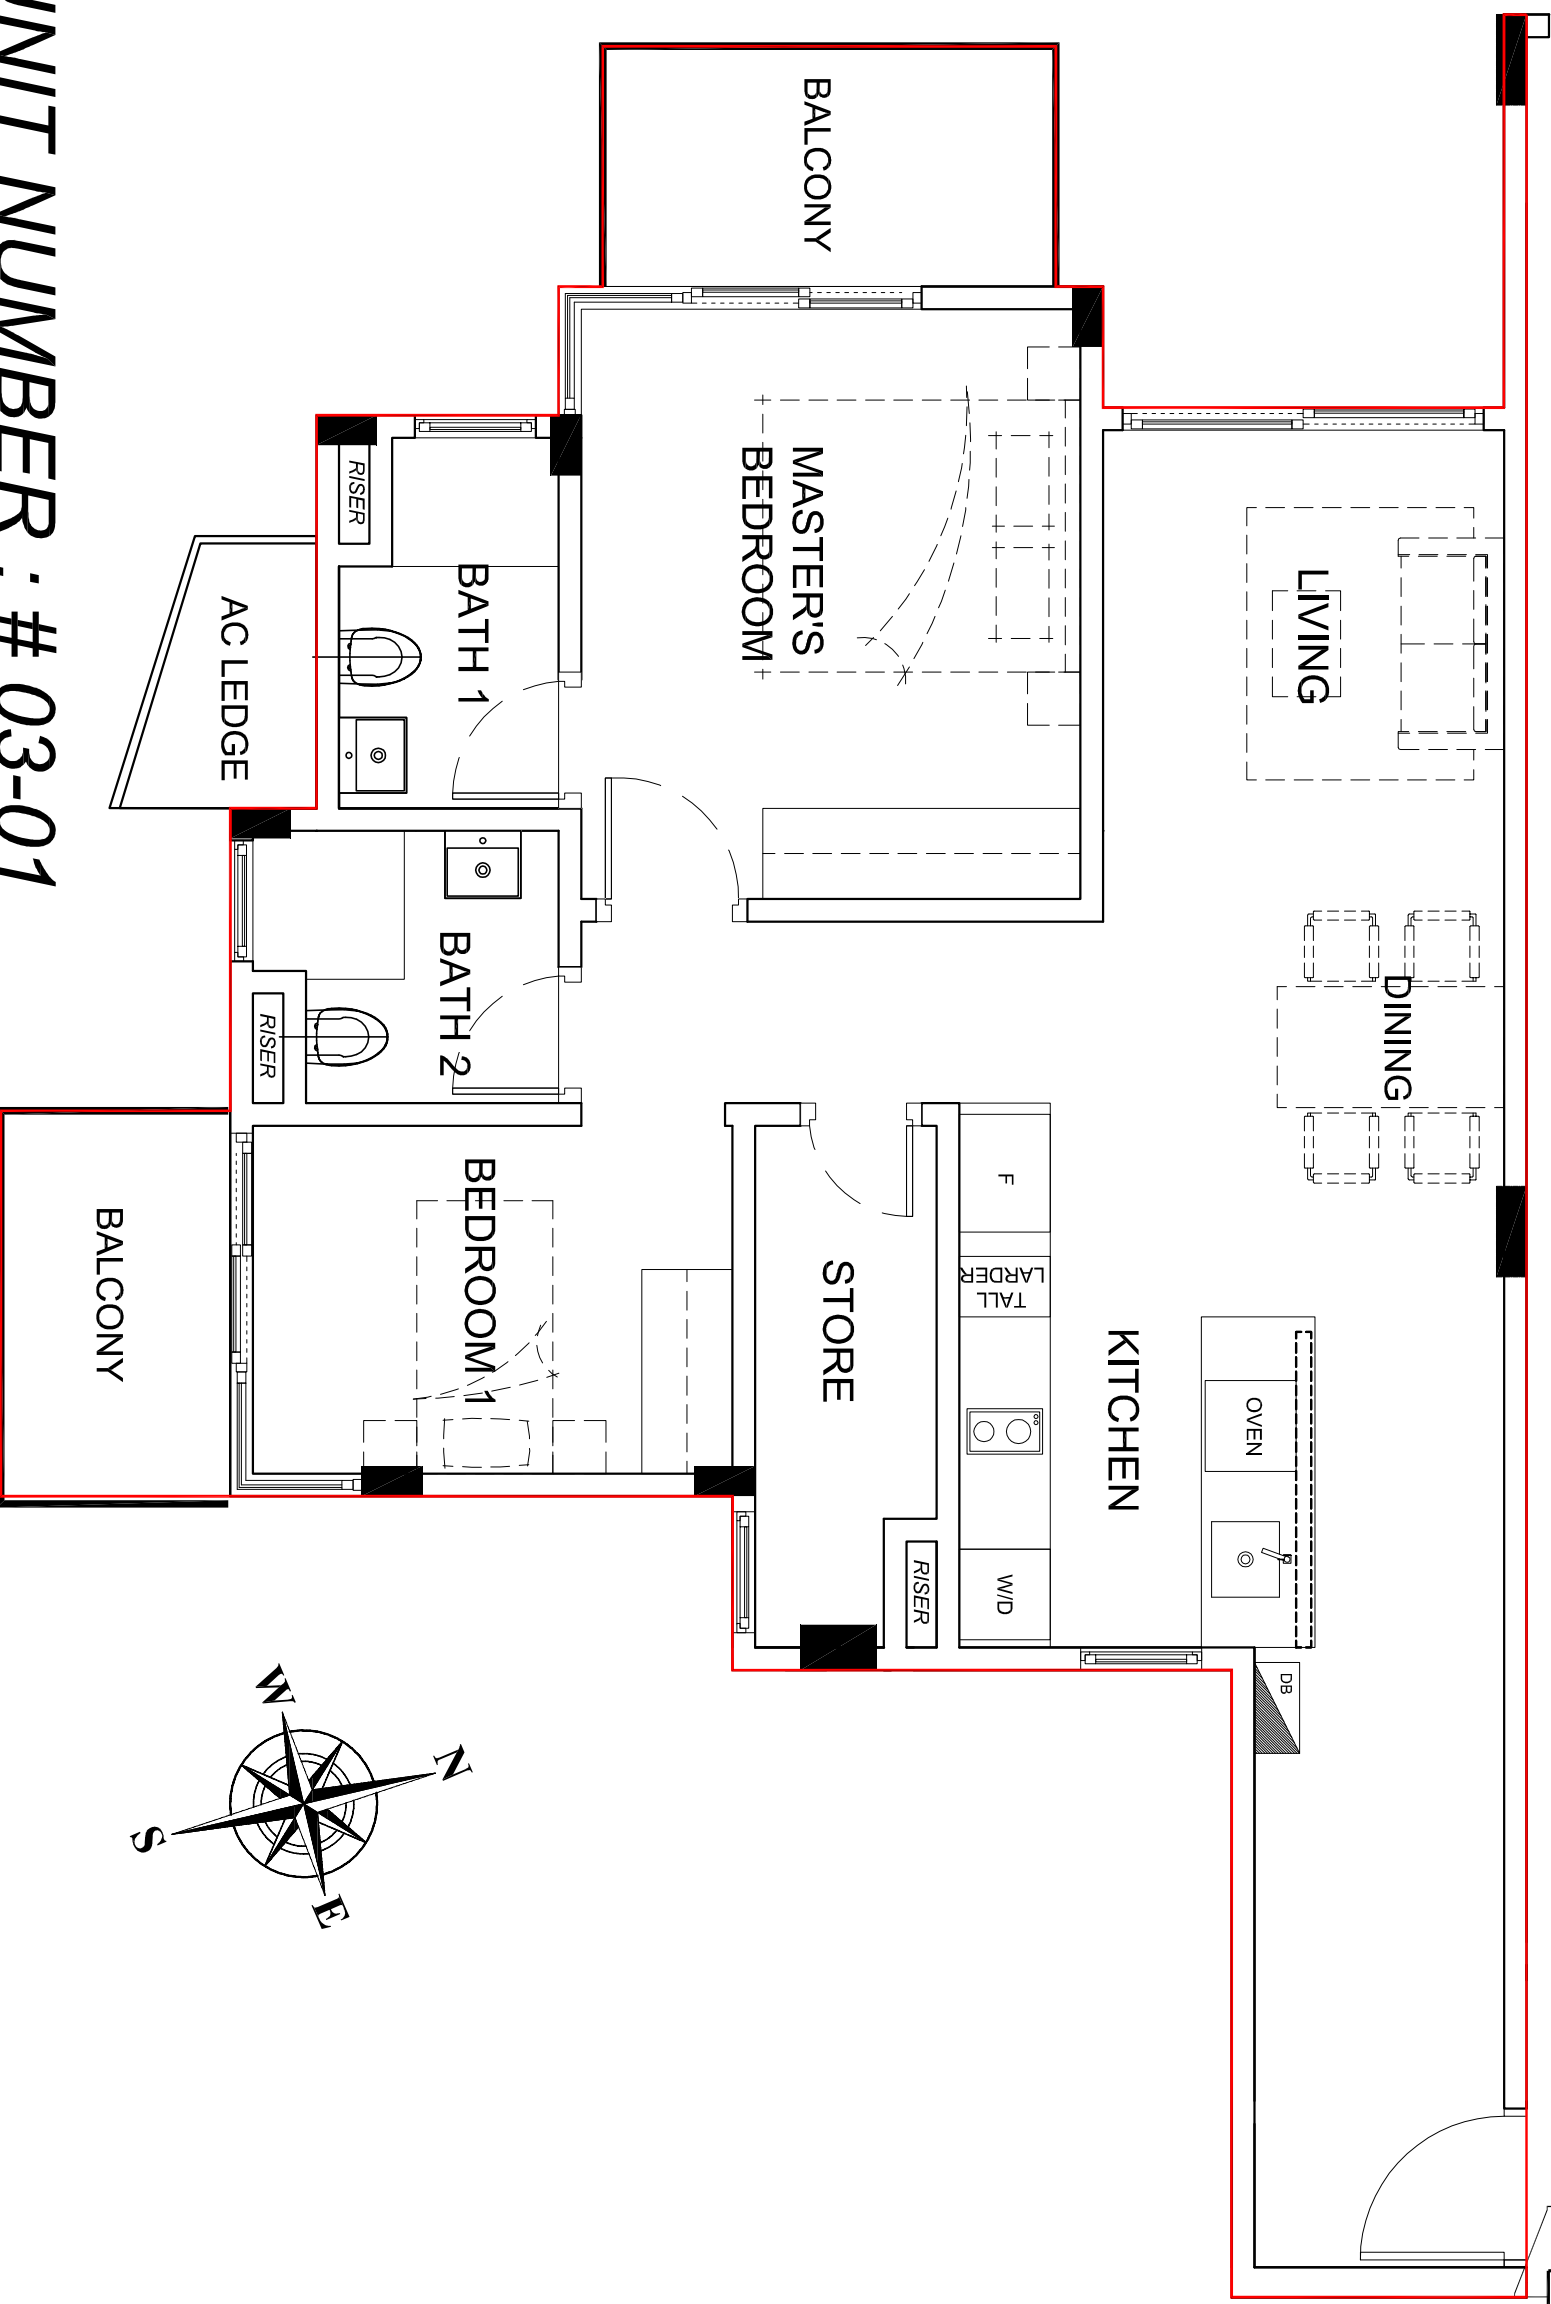 UNIT NUMBER : # 03-01
BALCONY
LIVING
MASTER'S
BEDROOM
RISER
BATH 1
AC LEDGE
DINING
BATH 2
RISER
F
TALL
LARDER
KITCHEN
OVEN
STORE
BEDROOM 1
BALCONY
W/D
RISER
DB
N
W
E
S